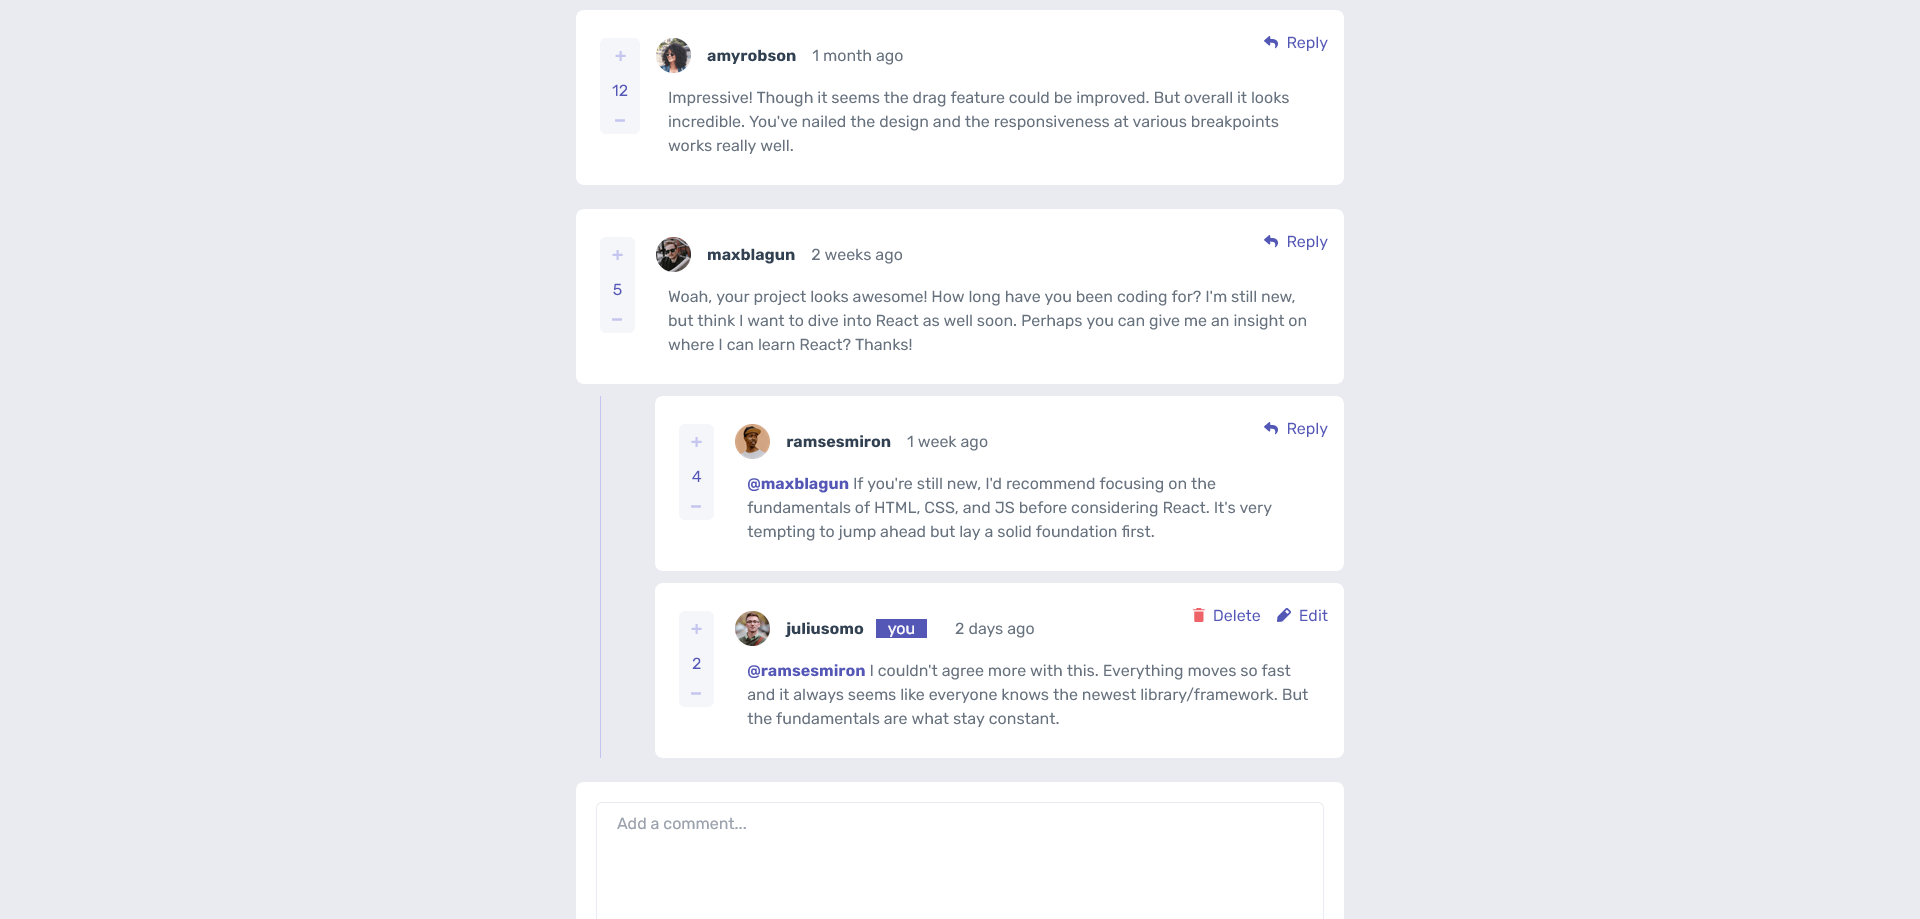 +
12
−
amyrobson 1 month ago
Reply
Impressive! Though it seems the drag feature could be improved. But overall it looks
incredible. You've nailed the design and the responsiveness at various breakpoints
works really well.
+
5
−
maxblagun 2 weeks ago
Reply
Woah, your project looks awesome! How long have you been coding for? I'm still new,
but think I want to dive into React as well soon. Perhaps you can give me an insight on
where I can learn React? Thanks!
+
4
−
ramsesmiron 1 week ago
Reply
@maxblagun If you're still new, I'd recommend focusing on the
fundamentals of HTML, CSS, and JS before considering React. It's very
tempting to jump ahead but lay a solid foundation first.
+
2
−
juliusomo you 2 days ago
Delete Edit
@ramsesmiron I couldn't agree more with this. Everything moves so fast
and it always seems like everyone knows the newest library/framework. But
the fundamentals are what stay constant.
Add a comment...